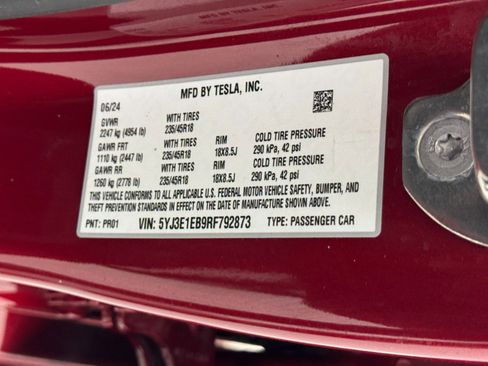 MFD BY TESLA, INC.
06/24
GVWR WITH TIRES
2247 kg (4954 lb) 235/45R18
GAWR FRT WITH TIRES RIM COLD TIRE PRESSURE
1110 kg (2447 lb) 235/45R18 18X8.5J 290 kPa, 42 psi
GAWR RR WITH TIRES RIM COLD TIRE PRESSURE
1260 kg (2778 lb) 235/45R18 18X8.5J 290 kPa, 42 psi
THIS VEHICLE CONFORMS TO ALL APPLICABLE U.S. FEDERAL MOTOR VEHICLE SAFETY, BUMPER, AND
THEFT PREVENTION STANDARDS IN EFFECT ON THE DATE OF MANUFACTURE SHOWN ABOVE.
PNT: PR01 VIN: 5YJ3E1EB9RF792873 TYPE: PASSENGER CAR